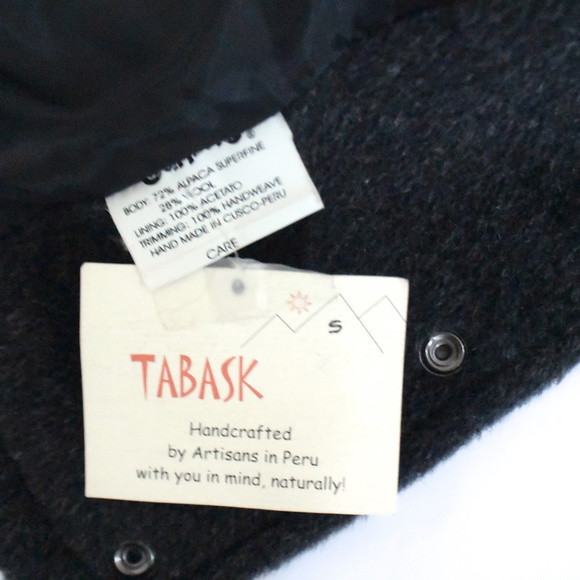 BODY: 72% ALPACA SUPERFINE
28% WOOL
LINING: 100% ACETATO
TRIMMING: 100% HANDWEAVE
HAND MADE IN CUSCO-PERU
CARE
S
TABASK
Handcrafted
by Artisans in Peru
with you in mind, naturally!